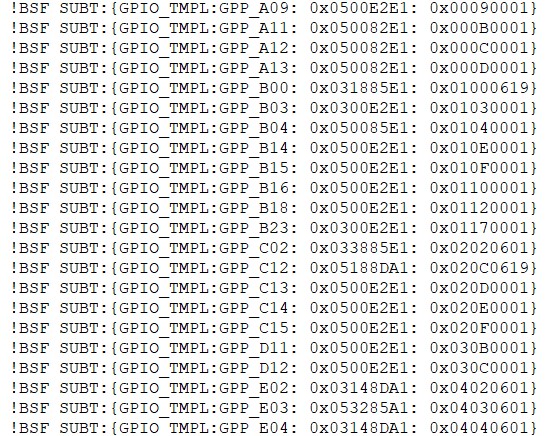 !BSF SUBT:{GPIO_TMPL:GPP_A09: 0x0500E2E1: 0x00090001}
!BSF SUBT:{GPIO_TMPL:GPP_A11: 0x050082E1: 0x000B0001}
!BSF SUBT:{GPIO_TMPL:GPP_A12: 0x050082E1: 0x000C0001}
!BSF SUBT:{GPIO_TMPL:GPP_A13: 0x050082E1: 0x000D0001}
!BSF SUBT:{GPIO_TMPL:GPP_B00: 0x031885E1: 0x01000619}
!BSF SUBT:{GPIO_TMPL:GPP_B03: 0x0300E2E1: 0x01030001}
!BSF SUBT:{GPIO_TMPL:GPP_B04: 0x050085E1: 0x01040001}
!BSF SUBT:{GPIO_TMPL:GPP_B14: 0x0500E2E1: 0x010E0001}
!BSF SUBT:{GPIO_TMPL:GPP_B15: 0x0500E2E1: 0x010F0001}
!BSF SUBT:{GPIO_TMPL:GPP_B16: 0x0500E2E1: 0x01100001}
!BSF SUBT:{GPIO_TMPL:GPP_B18: 0x0500E2E1: 0x01120001}
!BSF SUBT:{GPIO_TMPL:GPP_B23: 0x0300E2E1: 0x01170001}
!BSF SUBT:{GPIO_TMPL:GPP_C02: 0x033885E1: 0x02020601}
!BSF SUBT:{GPIO_TMPL:GPP_C12: 0x05188DA1: 0x020C0619}
!BSF SUBT:{GPIO_TMPL:GPP_C13: 0x0500E2E1: 0x020D0001}
!BSF SUBT:{GPIO_TMPL:GPP_C14: 0x0500E2E1: 0x020E0001}
!BSF SUBT:{GPIO_TMPL:GPP_C15: 0x0500E2E1: 0x020F0001}
!BSF SUBT:{GPIO_TMPL:GPP_D11: 0x0500E2E1: 0x030B0001}
!BSF SUBT:{GPIO_TMPL:GPP_D12: 0x0500E2E1: 0x030C0001}
!BSF SUBT:{GPIO_TMPL:GPP_E02: 0x03148DA1: 0x04020601}
!BSF SUBT:{GPIO_TMPL:GPP_E03: 0x053285A1: 0x04030601}
!BSF SUBT:{GPIO_TMPL:GPP_E04: 0x03148DA1: 0x04040601}